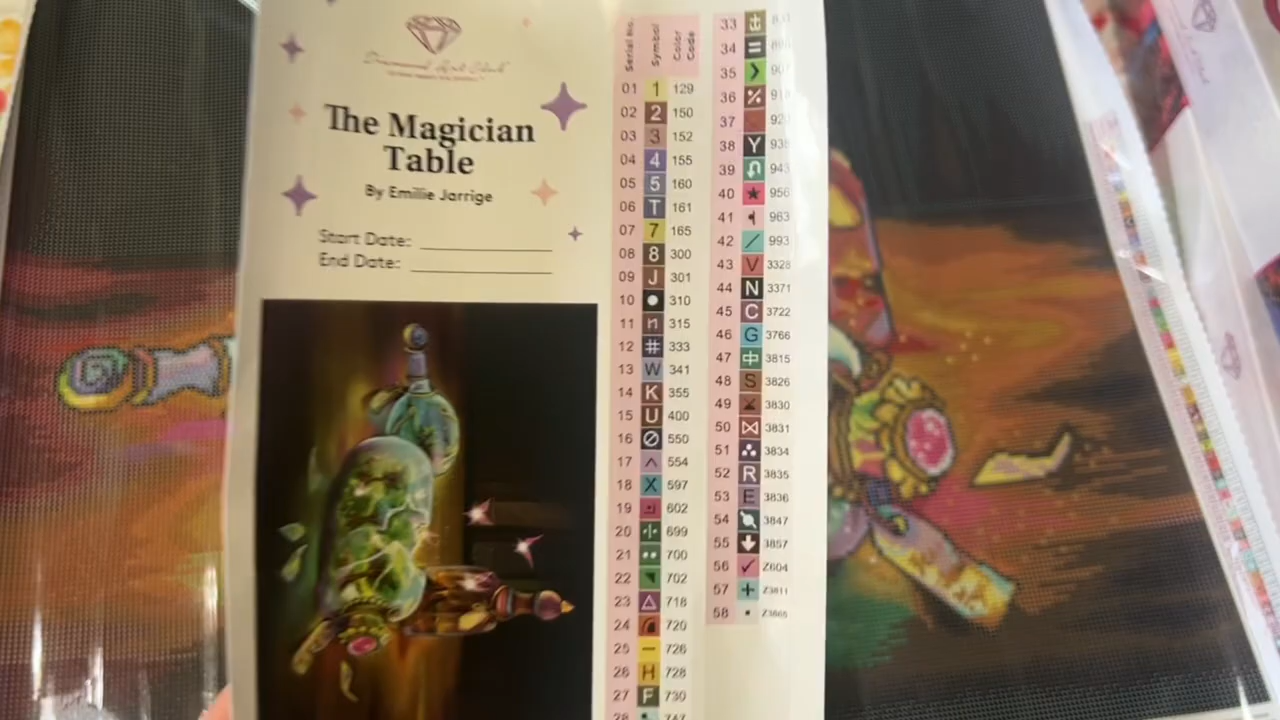 The Magician
Table
By Emillie Jarrige
Start Date:
End Date:
Serial No. Symbol Color Code
01 1 129
02 2 150
03 3 152
04 4 155
05 5 160
06 T 161
07 7 165
08 8 300
09 J 301
10 310
11 n 315
12 # 333
13 W 341
14 K 355
15 U 400
16 550
17 554
18 X 597
19 602
20 699
21 700
22 702
23 718
24 720
25 726
26 H 728
27 F 730
28 747
33
34 =
35
36
37
38 Y
39 943
40 956
41 963
42 993
43 V 3328
44 N 3371
45 C 3722
46 G 3766
47 3815
48 S 3826
49 3830
50 3831
51 3834
52 R 3835
53 E 3836
54 3847
55 3857
56 Z604
57 + Z3811
58 Z3865